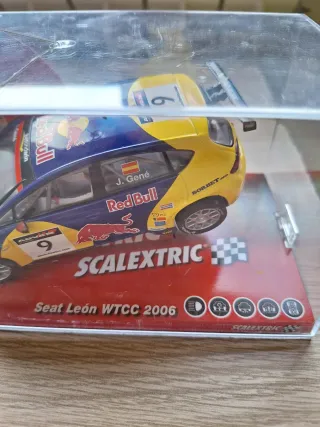 9
J. Gené
Red Bull
9
SCALEXTRIC
Seat León WTCC 2006
SCALEXTRIC